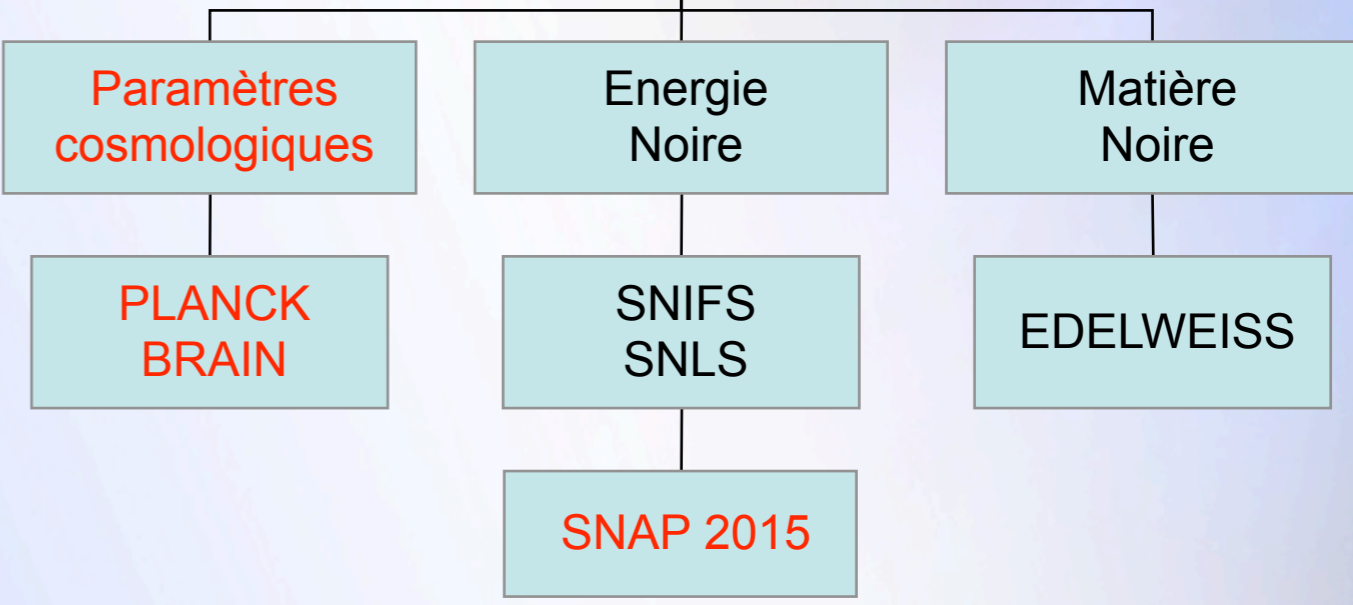 Paramètres
cosmologiques
Energie
Noire
Matière
Noire
PLANCK
BRAIN
SNIFS
SNLS
EDELWEISS
SNAP 2015